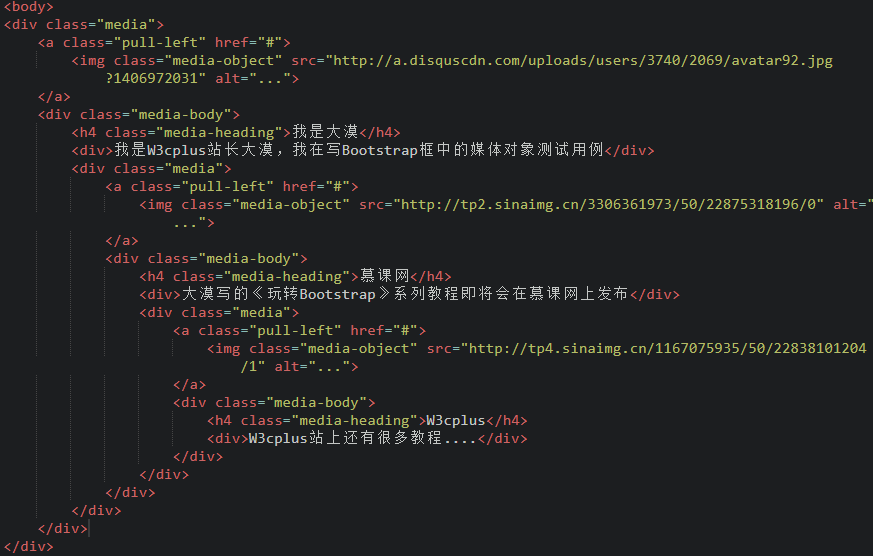 <body>
<div class="media">
    <a class="pull-left" href="#">
        <img class="media-object" src="http://a.disquscdn.com/uploads/users/3740/2069/avatar92.jpg
            ?1406972031" alt="...">
    </a>
    <div class="media-body">
        <h4 class="media-heading">我是大漠</h4>
        <div>我是W3cplus站长大漠，我在写Bootstrap框中的媒体对象测试用例</div>
        <div class="media">
            <a class="pull-left" href="#">
                <img class="media-object" src="http://tp2.sinaimg.cn/3306361973/50/22875318196/0" alt="
                    ...">
            </a>
            <div class="media-body">
                <h4 class="media-heading">慕课网</h4>
                <div>大漠写的《玩转Bootstrap》系列教程即将会在慕课网上发布</div>
                <div class="media">
                    <a class="pull-left" href="#">
                        <img class="media-object" src="http://tp4.sinaimg.cn/1167075935/50/22838101204
                            /1" alt="...">
                    </a>
                    <div class="media-body">
                        <h4 class="media-heading">W3cplus</h4>
                        <div>W3cplus站上还有很多教程....</div>
                    </div>
                </div>
            </div>
        </div>
    </div>
</div>